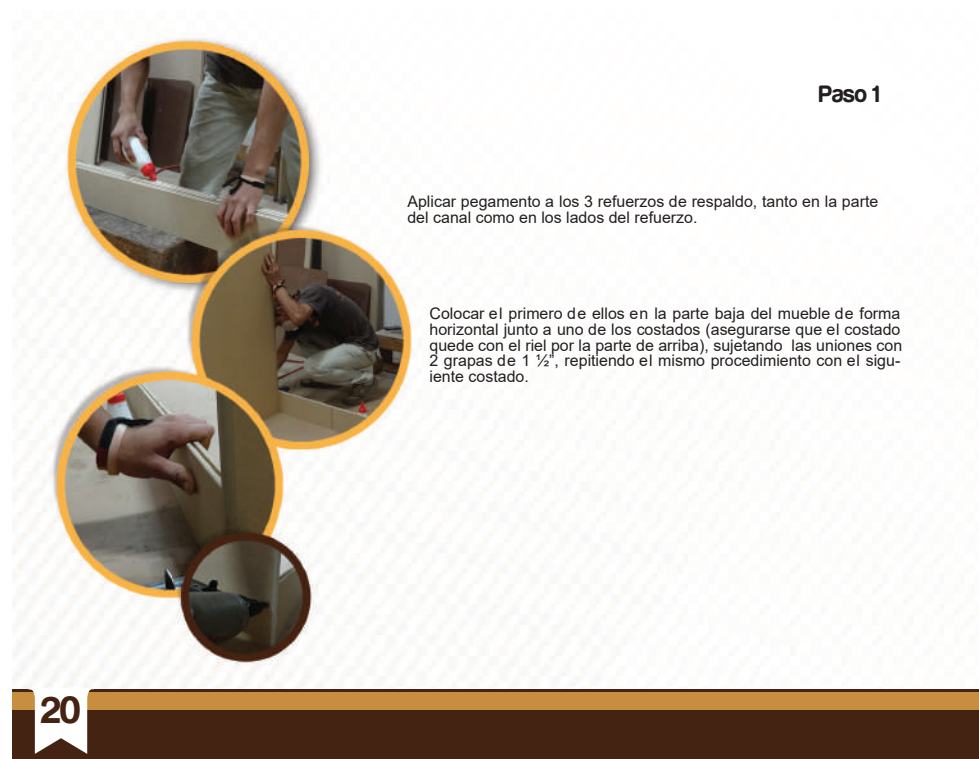 Paso 1
Aplicar pegamento a los 3 refuerzos de respaldo, tanto en la parte
del canal como en los lados del refuerzo.
Colocar el primero de ellos en la parte baja del mueble de forma
horizontal junto a uno de los costados (asegurarse que el costado
quede con el riel por la parte de arriba), sujetando  las uniones con
2 grapas de 1 ½”, repitiendo el mismo procedimiento con el sigu-
iente costado.
20